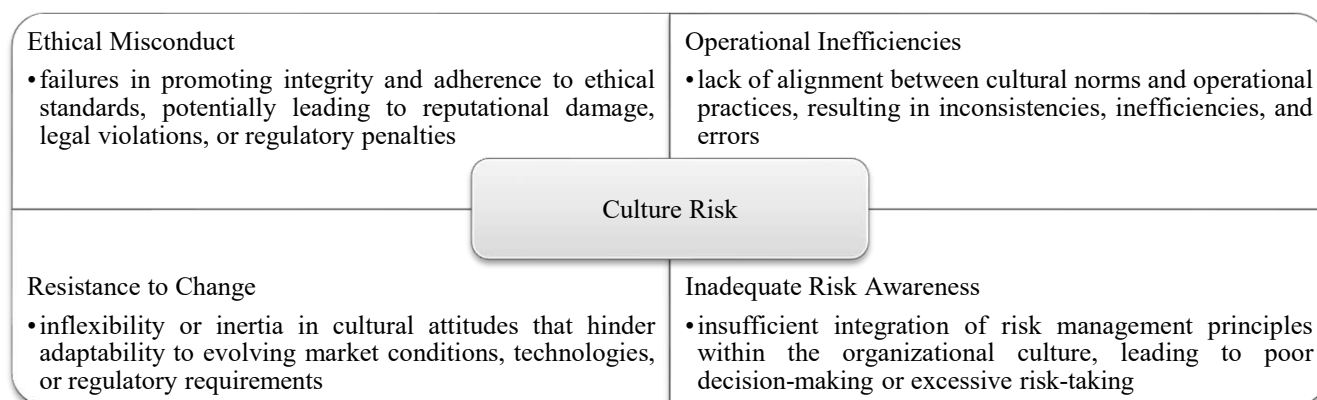 Ethical Misconduct
•failures in promoting integrity and adherence to ethical
standards, potentially leading to reputational damage,
legal violations, or regulatory penalties
Operational Inefficiencies
•lack of alignment between cultural norms and operational
practices, resulting in inconsistencies, inefficiencies, and
errors
Culture Risk
Resistance to Change
•inflexibility or inertia in cultural attitudes that hinder
adaptability to evolving market conditions, technologies,
or regulatory requirements
Inadequate Risk Awareness
•insufficient integration of risk management principles
within the organizational culture, leading to poor
decision-making or excessive risk-taking